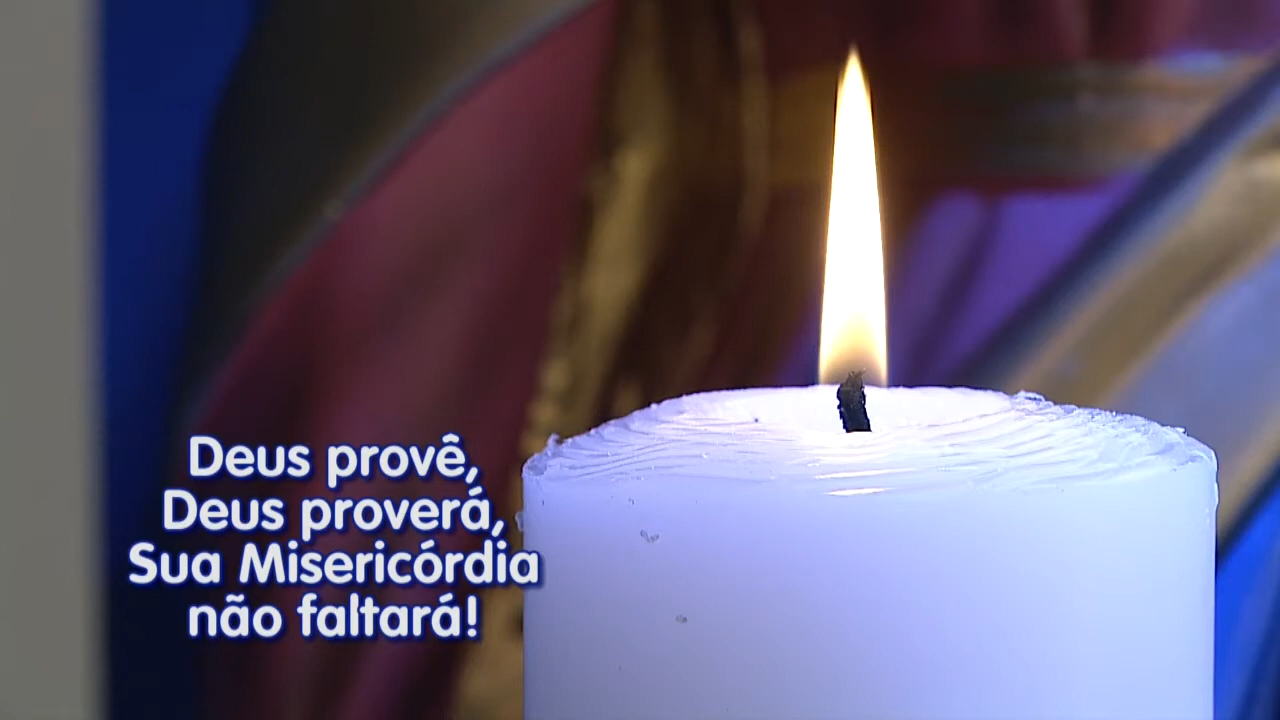 Deus provê,
Deus proverá,
Sua Misericórdia
não faltará!